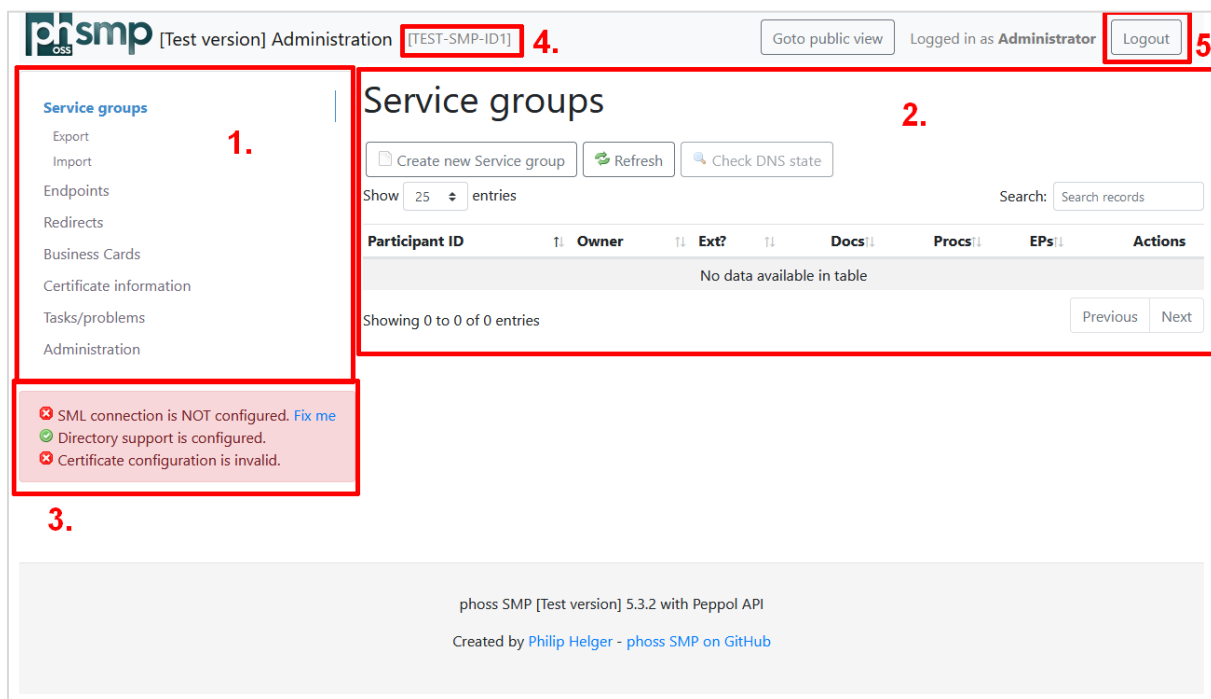 phoss smp [Test version] Administration [TEST-SMP-ID1] 4. Goto public view Logged in as Administrator Logout 5
Service groups
Export
Import
1.
Endpoints
Redirects
Business Cards
Certificate information
Tasks/problems
Administration
Service groups
2.
Create new Service group Refresh Check DNS state
Show 25 entries Search: Search records
Participant ID Owner Ext? Docs Procs EPs Actions
No data available in table
Showing 0 to 0 of 0 entries Previous Next
SML connection is NOT configured. Fix me
Directory support is configured.
Certificate configuration is invalid.
3.
phoss SMP [Test version] 5.3.2 with Peppol API
Created by Philip Helger - phoss SMP on GitHub